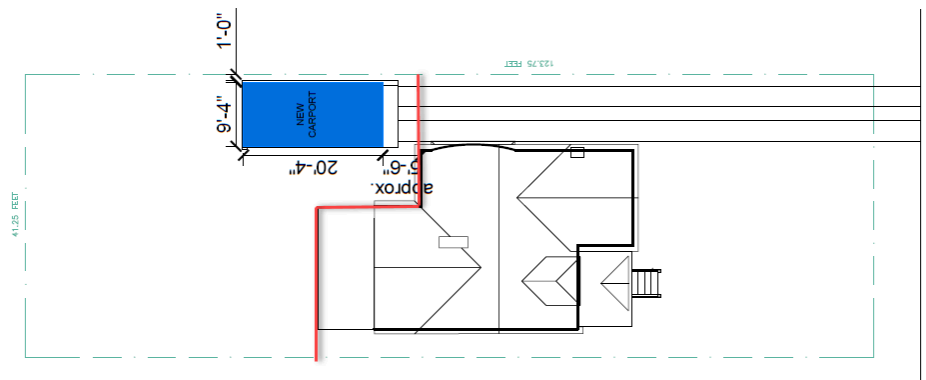 1'-0"
123.75 FEET
9'-4"
NEW
CARPORT
20'-4"
5'-6"
approx.
41.25 FEET